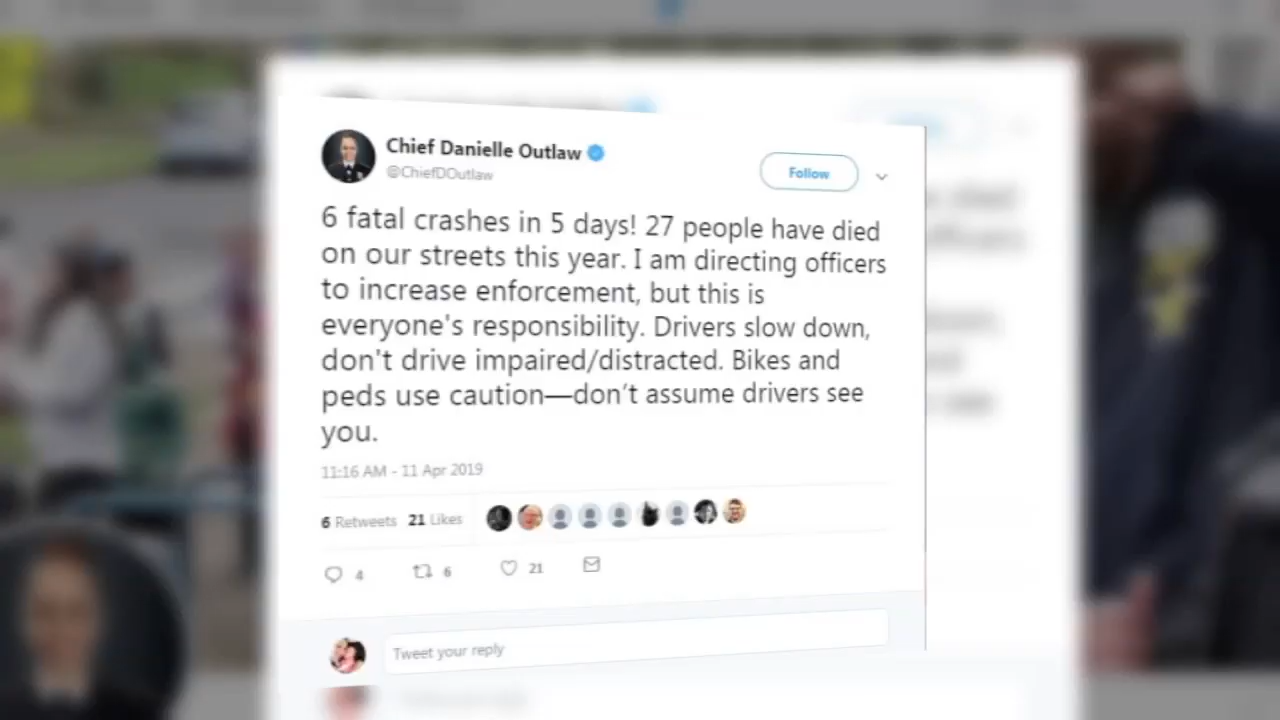 Chief Danielle Outlaw
@ChiefDOutlaw
Follow
6 fatal crashes in 5 days! 27 people have died
on our streets this year. I am directing officers
to increase enforcement, but this is
everyone's responsibility. Drivers slow down,
don't drive impaired/distracted. Bikes and
peds use caution—don’t assume drivers see
you.
11:16 AM - 11 Apr 2019
6 Retweets 21 Likes
4 6 21
Tweet your reply